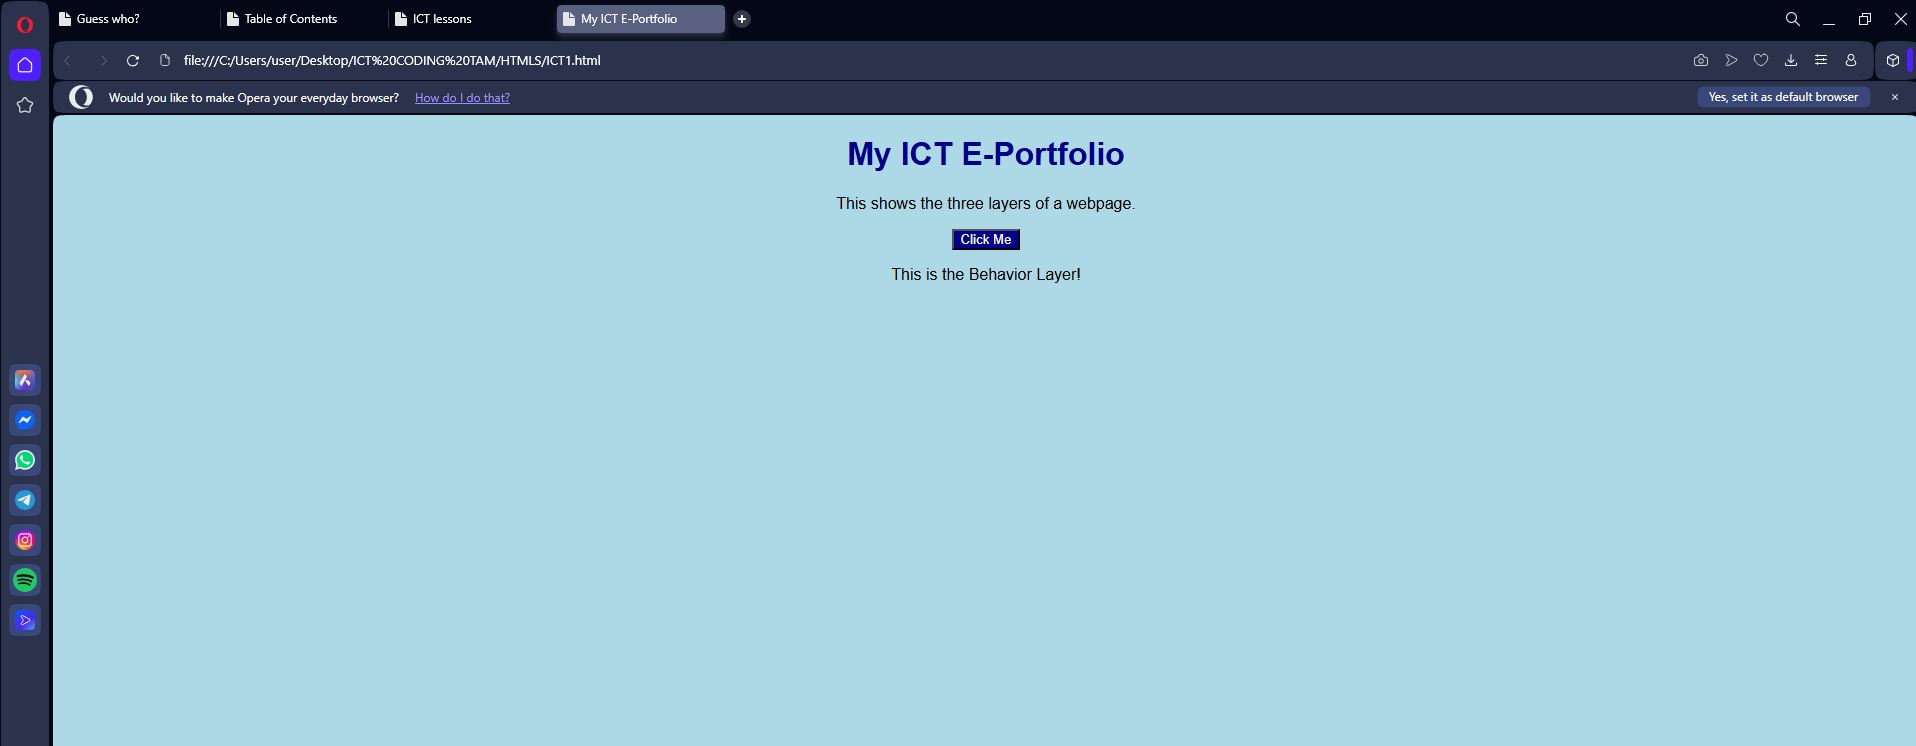 Guess who?
Table of Contents
ICT lessons
My ICT E-Portfolio
file:///C:/Users/user/Desktop/ICT%20CODING%20TAM/HTMLS/ICT1.html
Would you like to make Opera your everyday browser? How do I do that?
Yes, set it as default browser
My ICT E-Portfolio
This shows the three layers of a webpage.
Click Me
This is the Behavior Layer!